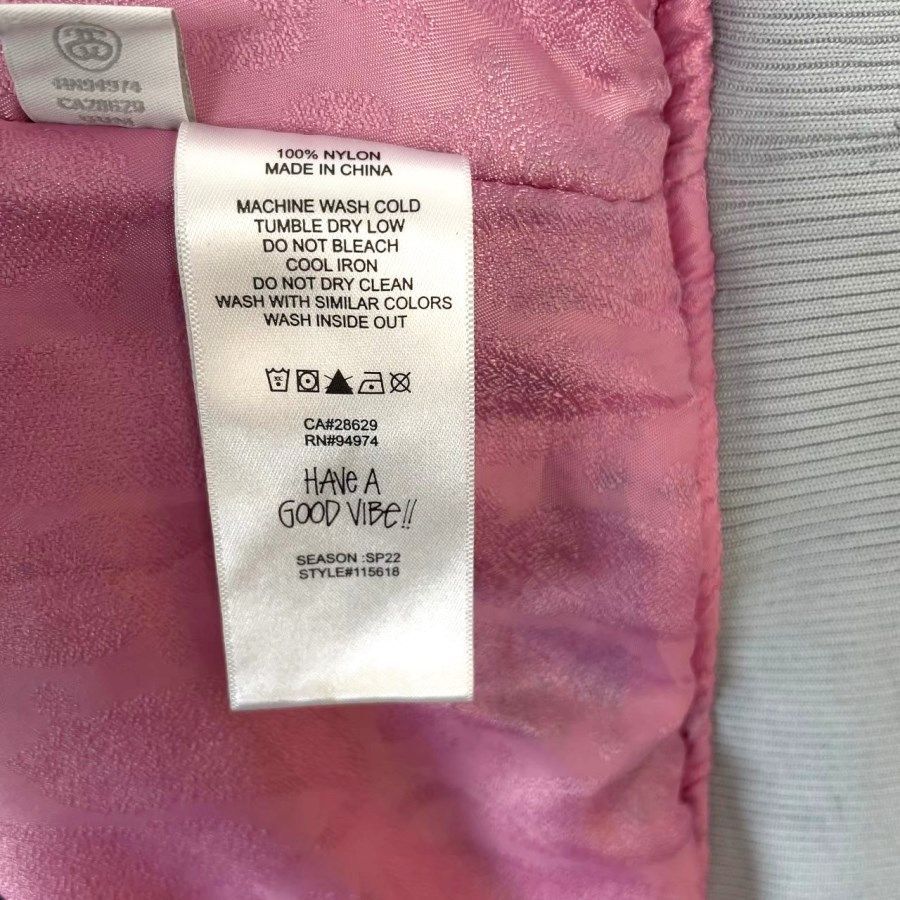 RN94974
CA28629
100% NYLON
MADE IN CHINA
MACHINE WASH COLD
TUMBLE DRY LOW
DO NOT BLEACH
COOL IRON
DO NOT DRY CLEAN
WASH WITH SIMILAR COLORS
WASH INSIDE OUT
CA#28629
RN#94974
HAVE A
GOOD VIBE!!
SEASON :SP22
STYLE#115618